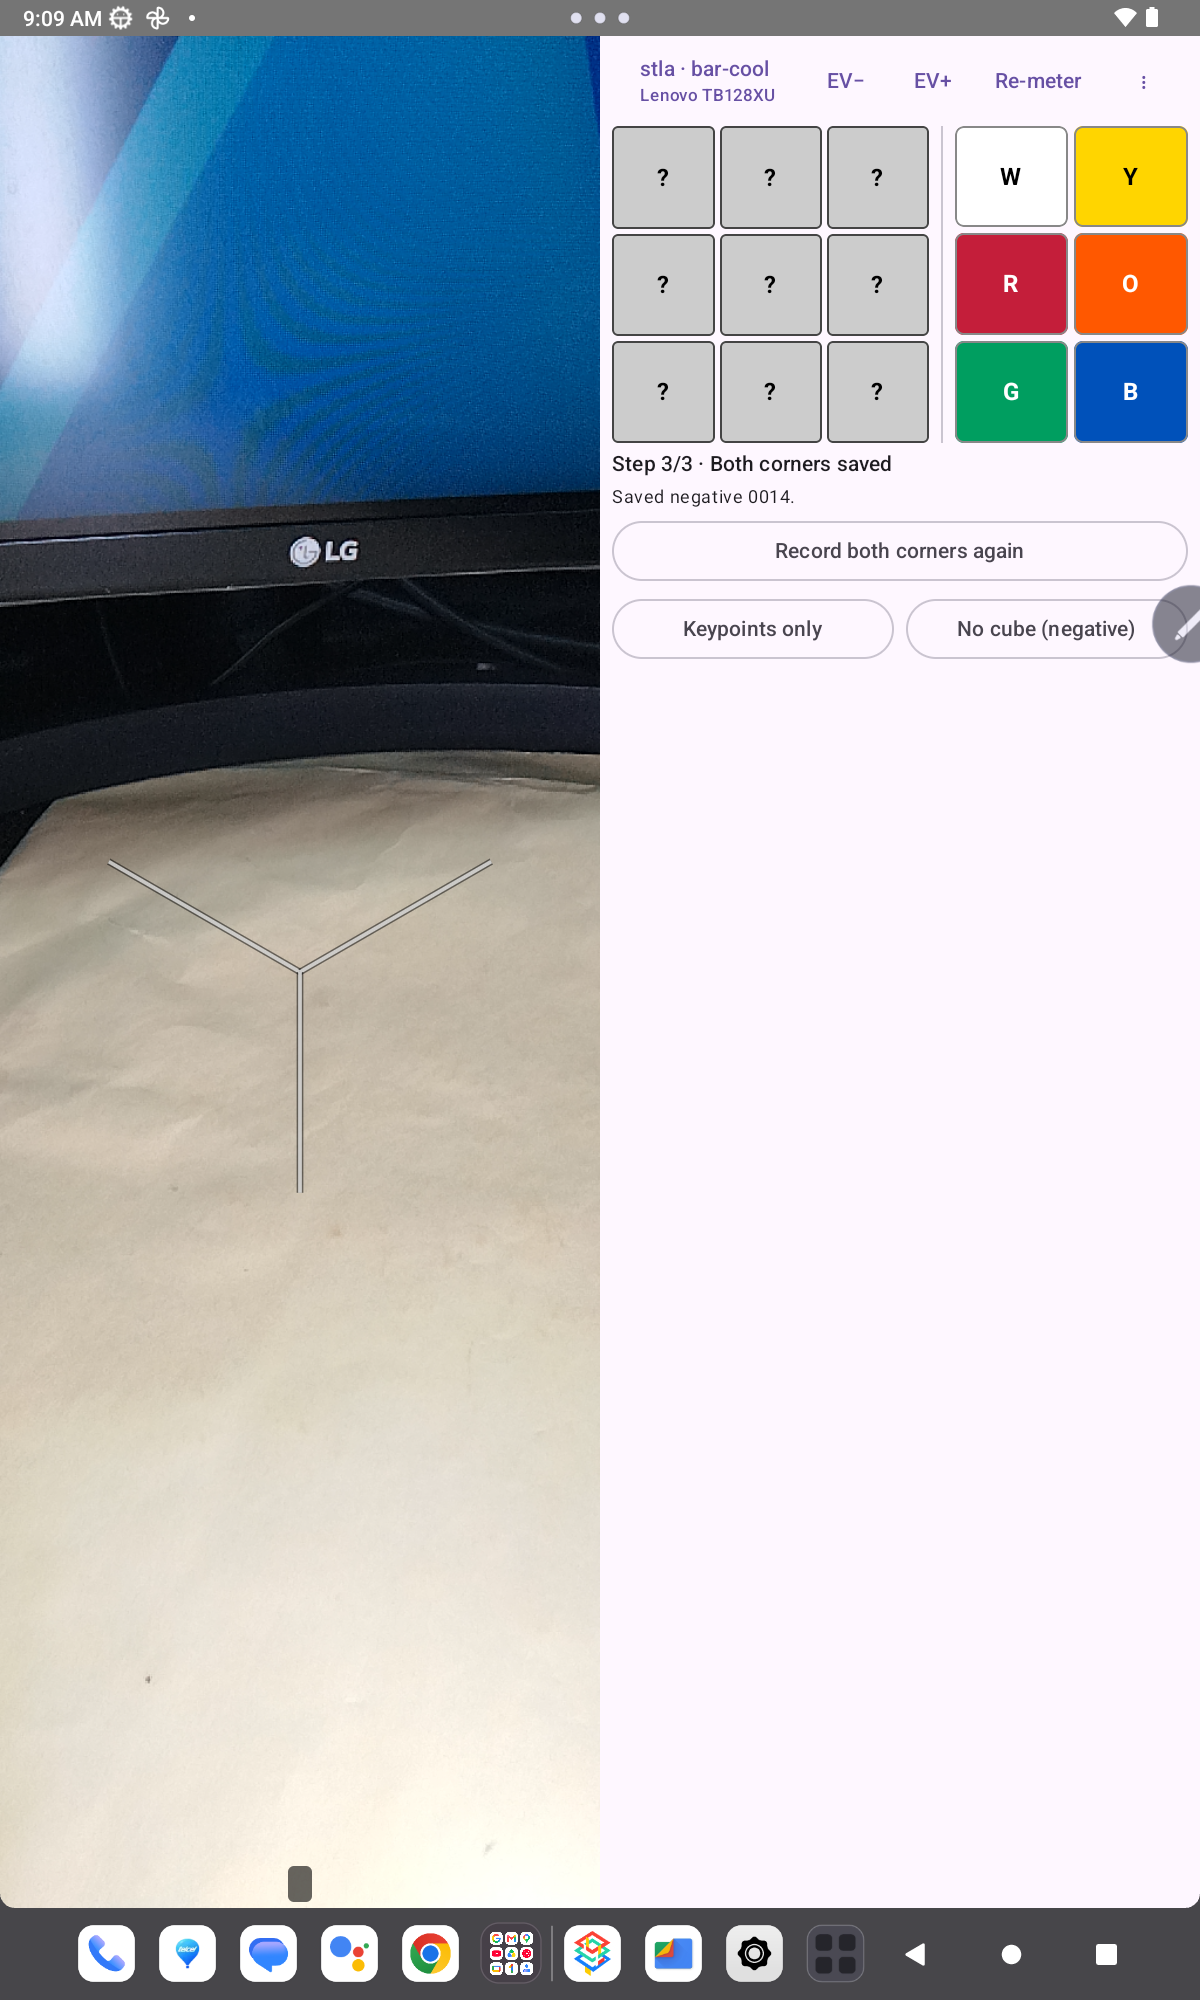 9:09 AM
stla · bar-cool
Lenovo TB128XU
EV−
EV+
Re-meter
? ? ? W Y
? ? ? R O
? ? ? G B
Step 3/3 · Both corners saved
Saved negative 0014.
Record both corners again
Keypoints only
No cube (negative)
LG